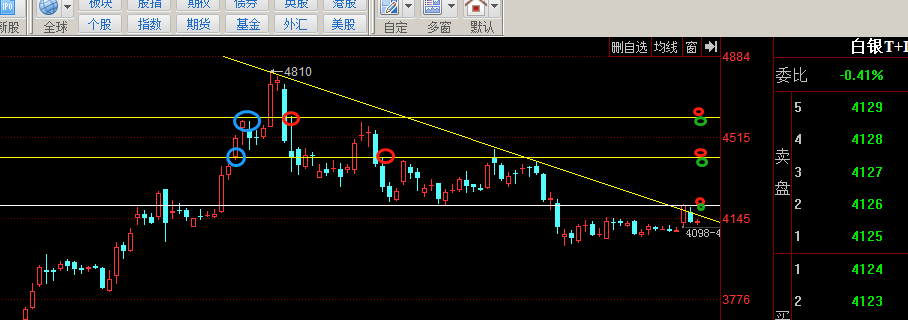 板块 指数 期权 债券 英股 港股
新股 全球 个股 指数 期货 基金 外汇 美股 自定 多窗 默认
删自选 均线 窗
白银T+
4884
4810
委比 -0.41%
5 4129
4515
4 4128
卖盘
3 4127
2 4126
4145
4098-4
1 4125
1 4124
3776
2 4123
买